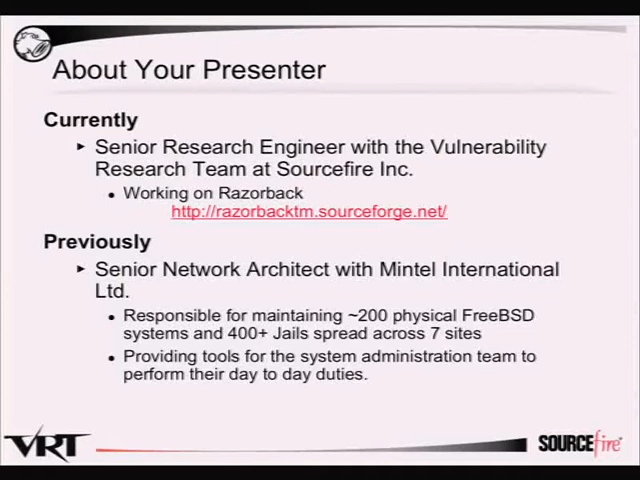 About Your Presenter
Currently
Senior Research Engineer with the Vulnerability
Research Team at Sourcefire Inc.
Working on Razorback
http://razorbacktm.sourceforge.net/
Previously
Senior Network Architect with Mintel International
Ltd.
Responsible for maintaining ~200 physical FreeBSD
systems and 400+ Jails spread across 7 sites
Providing tools for the system administration team to
perform their day to day duties.
VRT
SOURCEfire